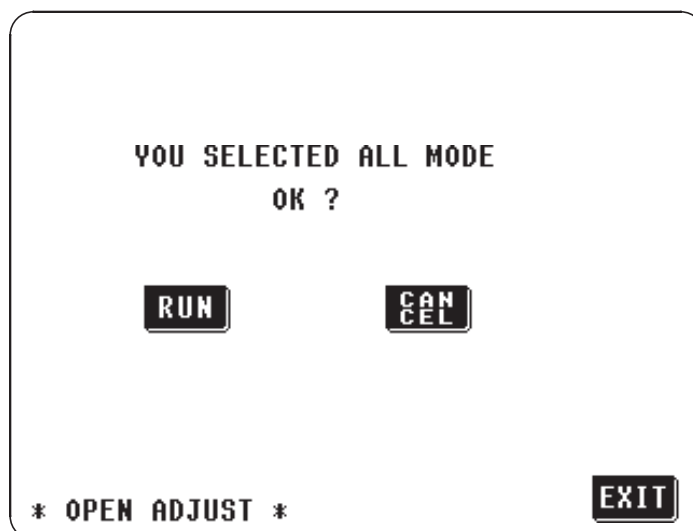 YOU SELECTED ALL MODE
OK ?
RUN
CAN
CEL
* OPEN ADJUST *
EXIT